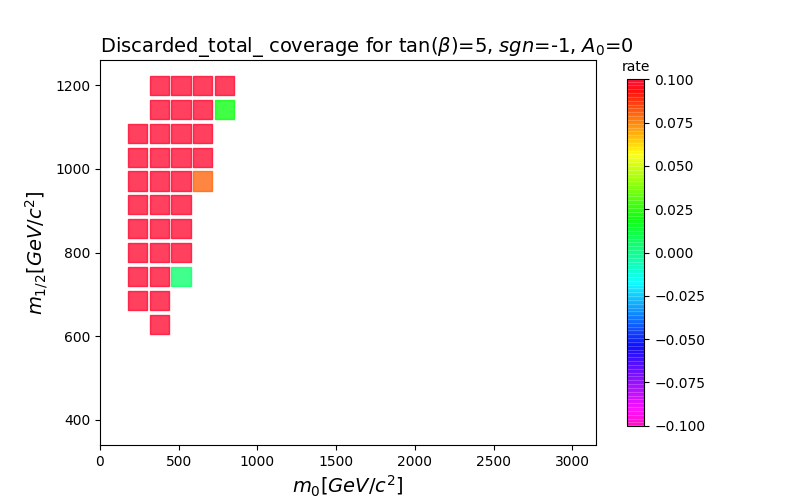 Discarded_total_ coverage for tan(β)=5, sgn=-1, A₀=0
rate
0.100
0.075
0.050
0.025
0.000
−0.025
−0.050
−0.075
−0.100
1200
1000
800
600
400
m₁/₂[GeV/c²]
0 500 1000 1500 2000 2500 3000
m₀[GeV/c²]